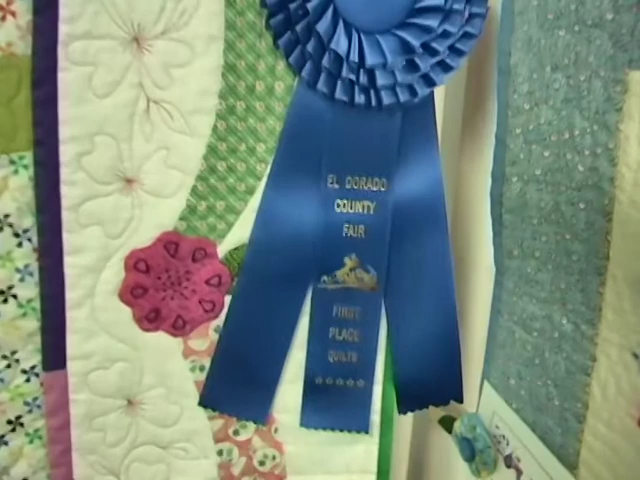 EL DORADO
COUNTY
FAIR
FIRST
PLACE
QUILTS